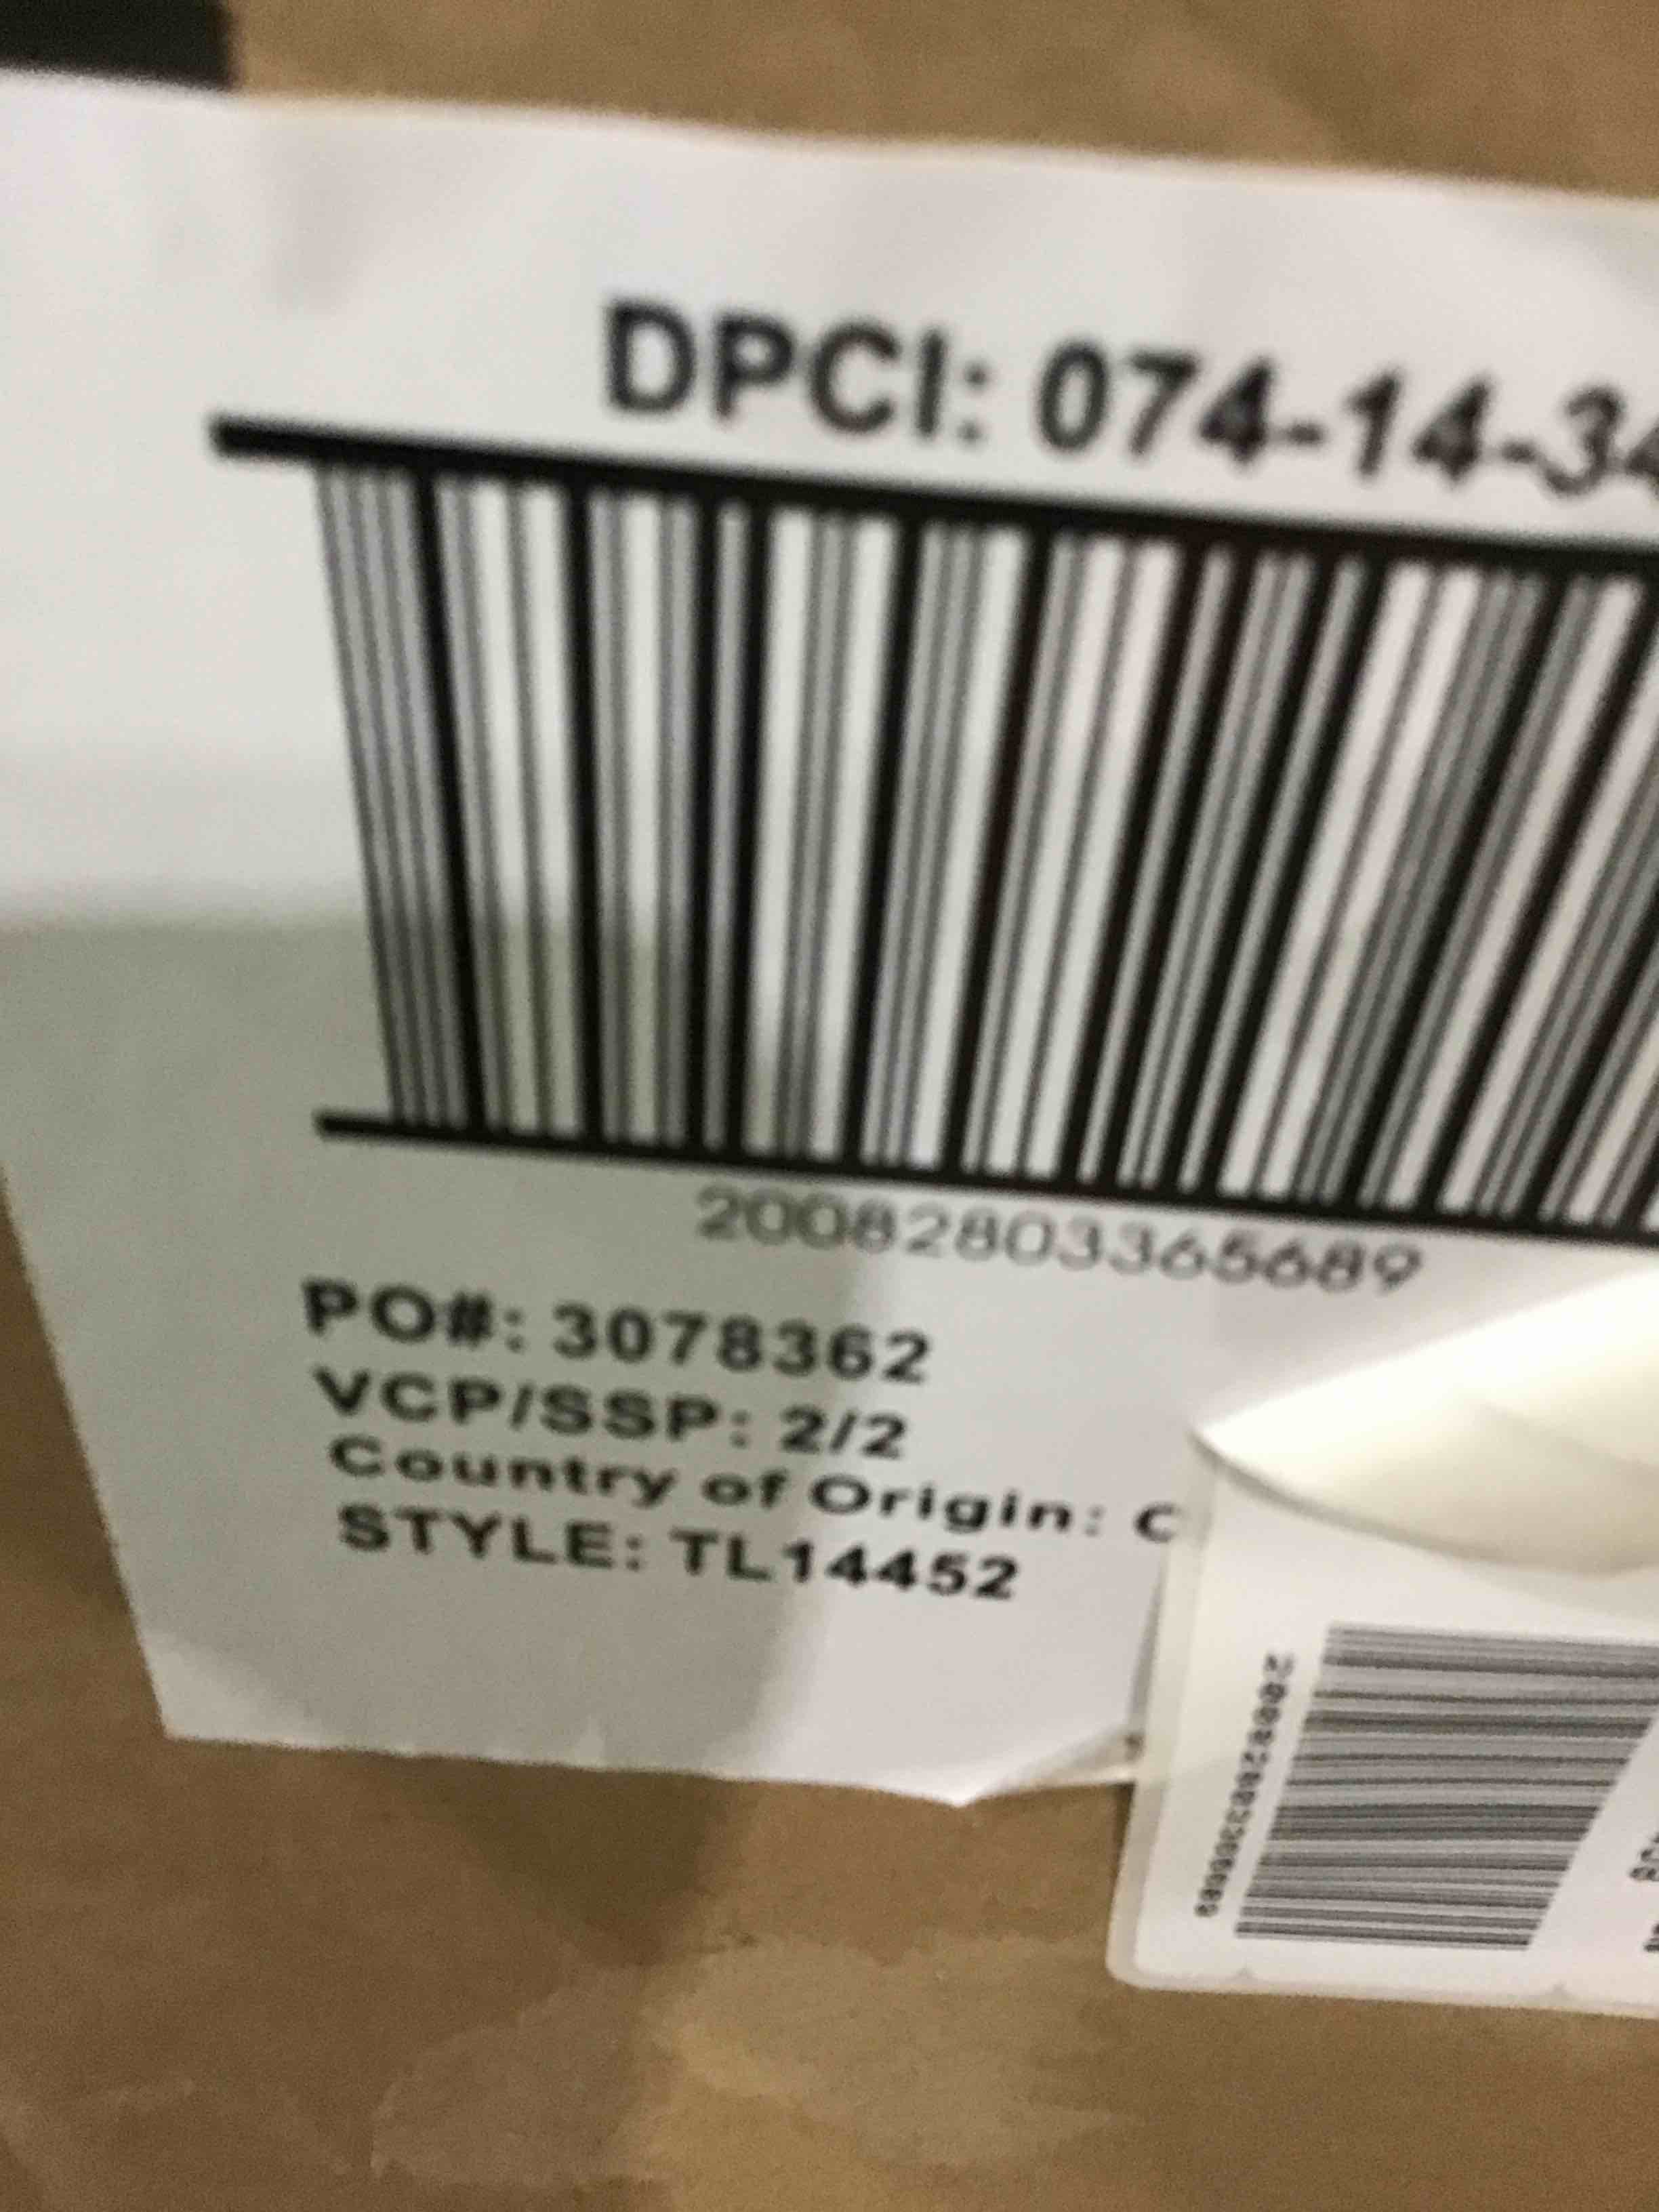 DPCI: 074-14-34
20082803365689
PO#: 3078362
VCP/SSP: 2/2
Country of Origin: C
STYLE: TL14452